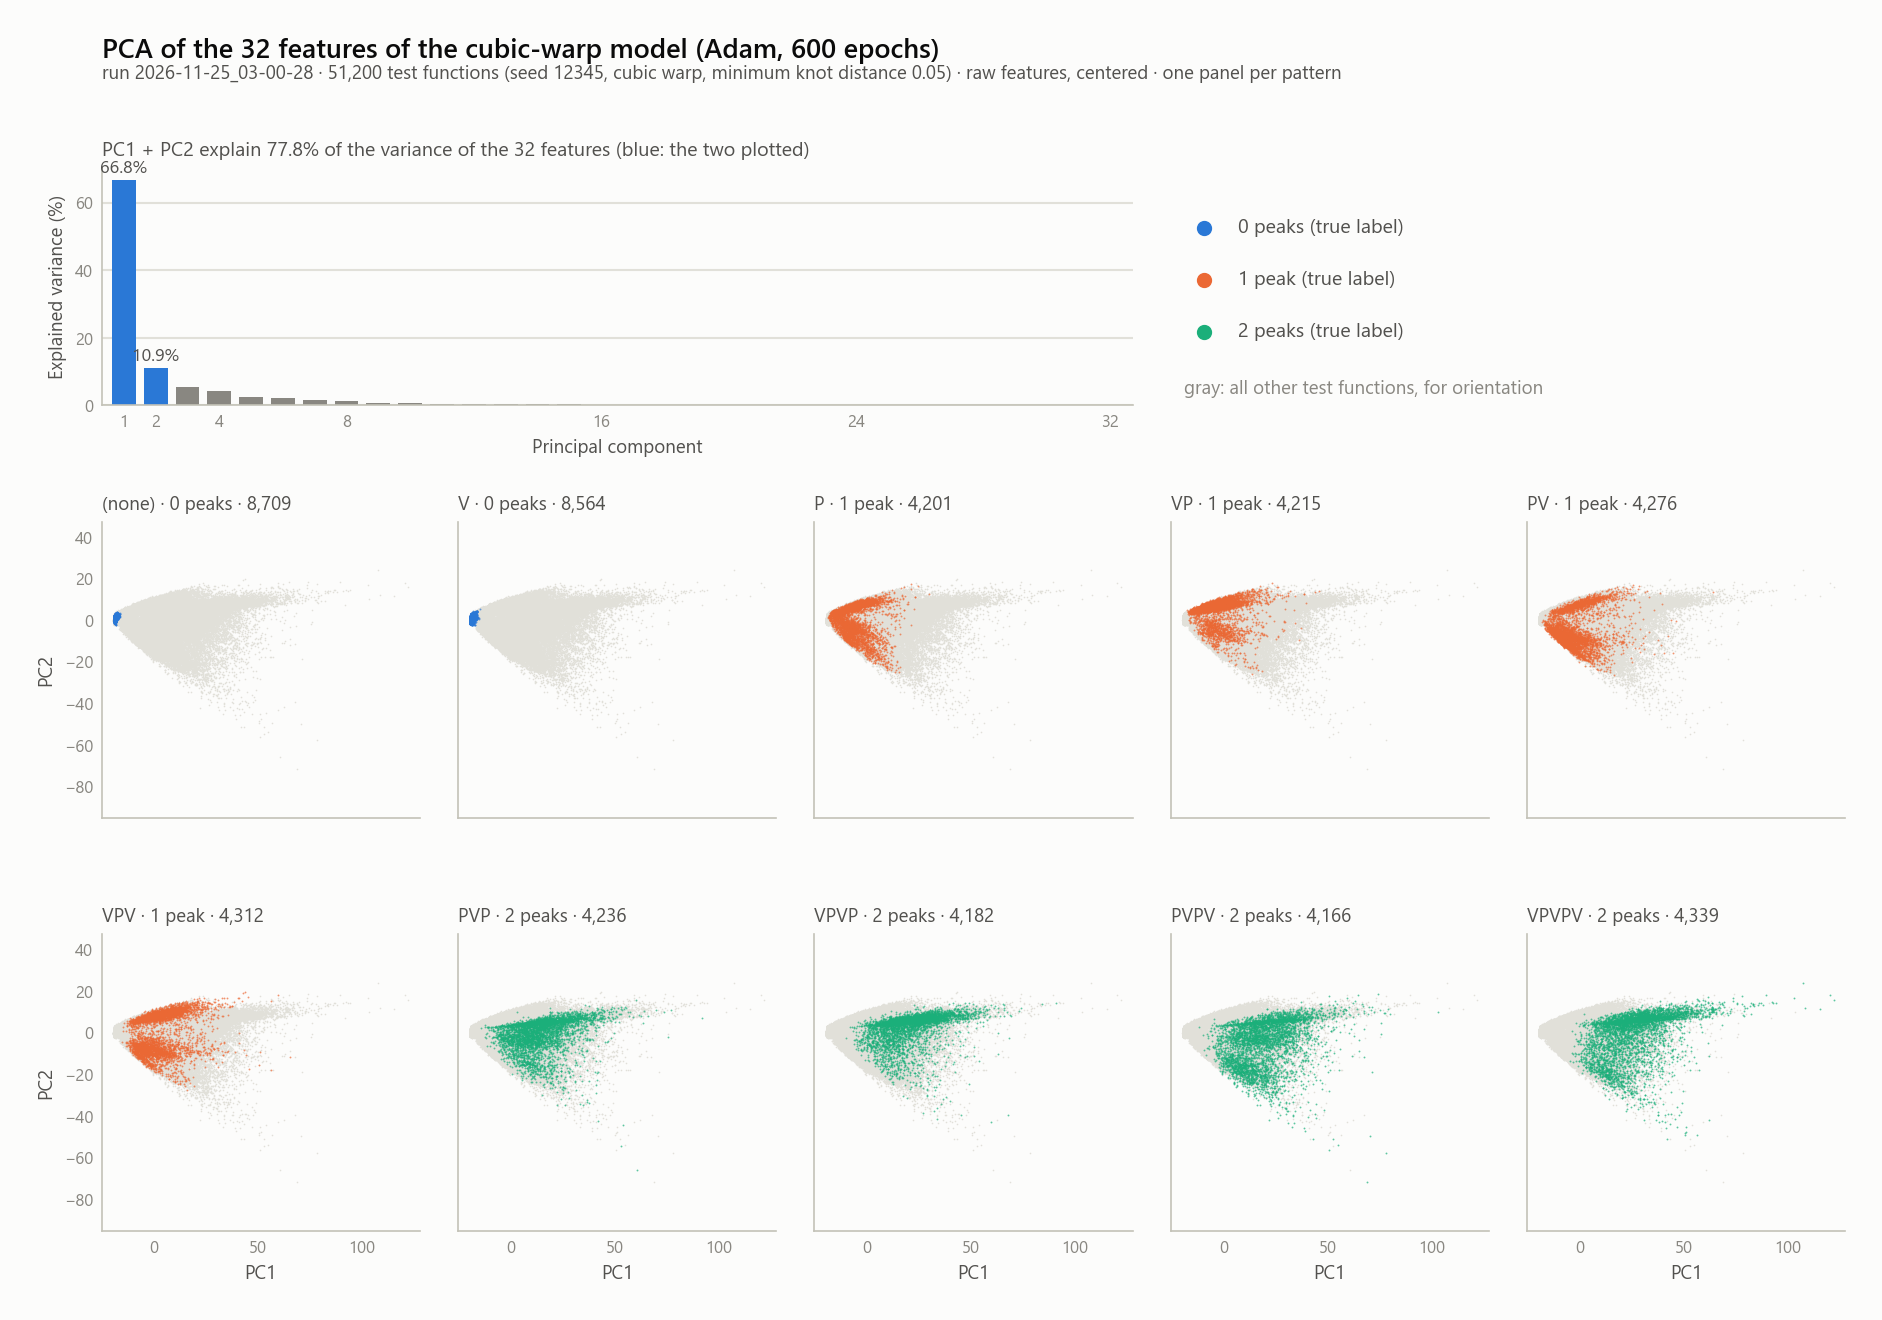 PCA of the 32 features of the cubic-warp model (Adam, 600 epochs)
run 2026-11-25_03-00-28 · 51,200 test functions (seed 12345, cubic warp, minimum knot distance 0.05) · raw features, centered · one panel per pattern
PC1 + PC2 explain 77.8% of the variance of the 32 features (blue: the two plotted)
66.8%
10.9%
Explained variance (%)
60
40
20
0
1 2 4 8 16 24 32
Principal component
0 peaks (true label)
1 peak (true label)
2 peaks (true label)
gray: all other test functions, for orientation
(none) · 0 peaks · 8,709
V · 0 peaks · 8,564
P · 1 peak · 4,201
VP · 1 peak · 4,215
PV · 1 peak · 4,276
PC2
40
20
0
−20
−40
−60
−80
VPV · 1 peak · 4,312
PVP · 2 peaks · 4,236
VPVP · 2 peaks · 4,182
PVPV · 2 peaks · 4,166
VPVPV · 2 peaks · 4,339
PC2
40
20
0
−20
−40
−60
−80
0 50 100
0 50 100
0 50 100
0 50 100
0 50 100
PC1
PC1
PC1
PC1
PC1